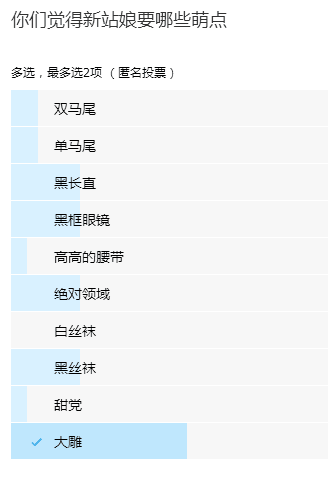 你们觉得新站娘要哪些萌点
多选，最多选2项 （ 匿名投票 ）
双马尾
单马尾
黑长直
黑框眼镜
高高的腰带
绝对领域
白丝袜
黑丝袜
甜党
大雕